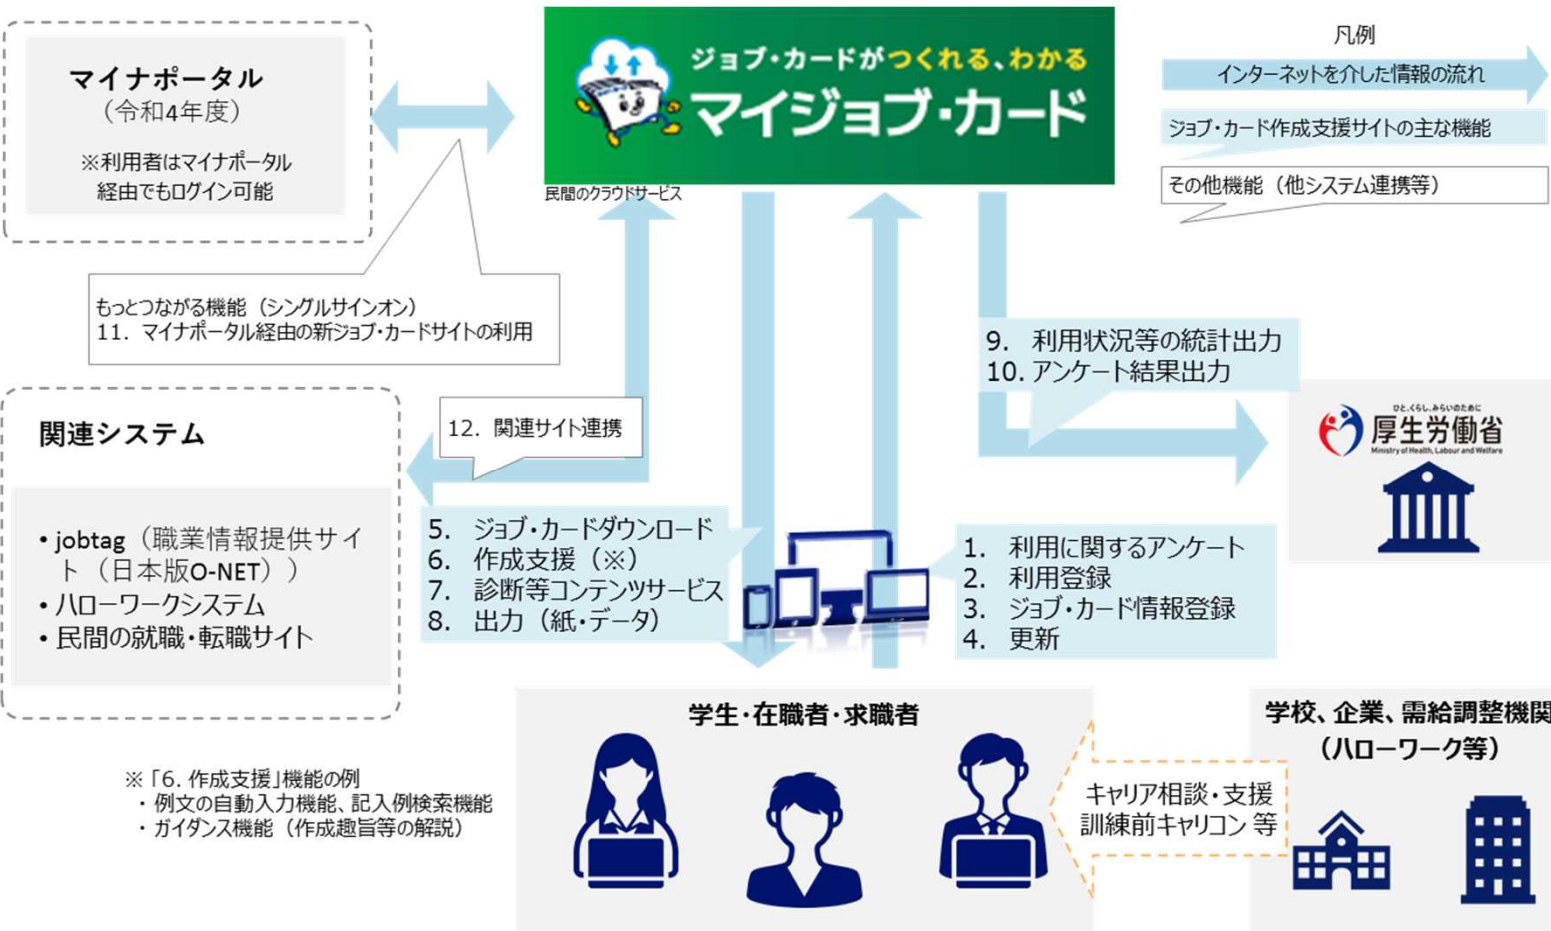 マイナポータル
（令和4年度）
※利用者はマイナポータル
経由でもログイン可能
ジョブ・カードがつくれる、わかる
マイジョブ・カード
民間のクラウドサービス
凡例
インターネットを介した情報の流れ
ジョブ・カード作成支援サイトの主な機能
その他機能（他システム連携等）
もっとつながる機能（シングルサインオン）
11. マイナポータル経由の新ジョブ・カードサイトの利用
9. 利用状況等の統計出力
10. アンケート結果出力
12. 関連サイト連携
関連システム
• jobtag（職業情報提供サイ
ト（日本版O-NET））
• ハローワークシステム
• 民間の就職・転職サイト
ひと、くらし、みらいのために
厚生労働省
Ministry of Health, Labour and Welfare
5. ジョブ・カードダウンロード
6. 作成支援（※）
7. 診断等コンテンツサービス
8. 出力（紙・データ）
1. 利用に関するアンケート
2. 利用登録
3. ジョブ・カード情報登録
4. 更新
学生・在職者・求職者
学校、企業、需給調整機関
（ハローワーク等）
キャリア相談・支援
訓練前キャリコン 等
※「6. 作成支援」機能の例
・ 例文の自動入力機能、記入例検索機能
・ ガイダンス機能（作成趣旨等の解説）